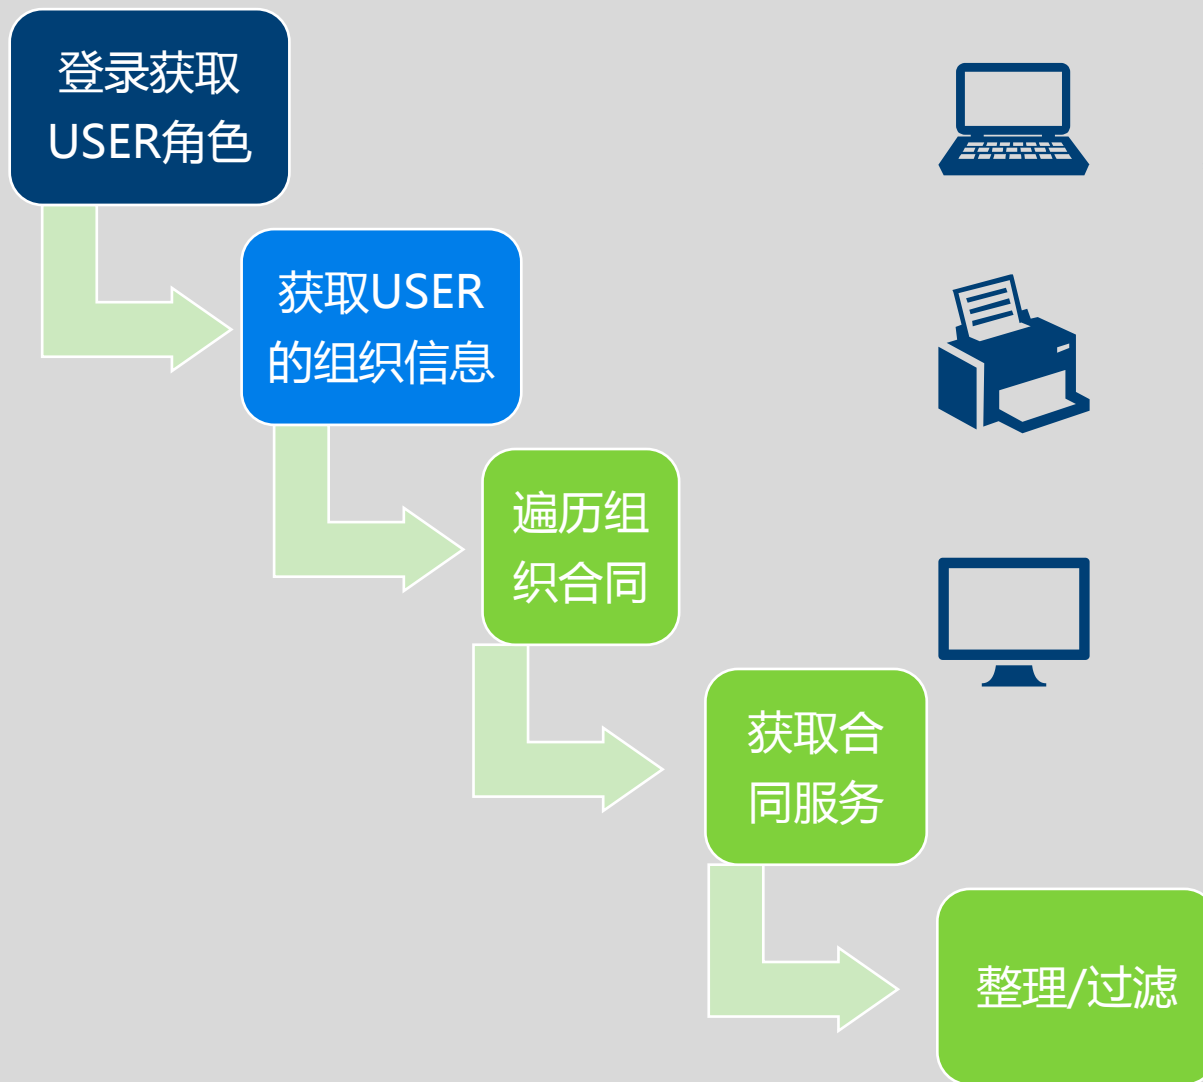 登录获取
USER角色
获取USER
的组织信息
遍历组
织合同
获取合
同服务
整理/过滤